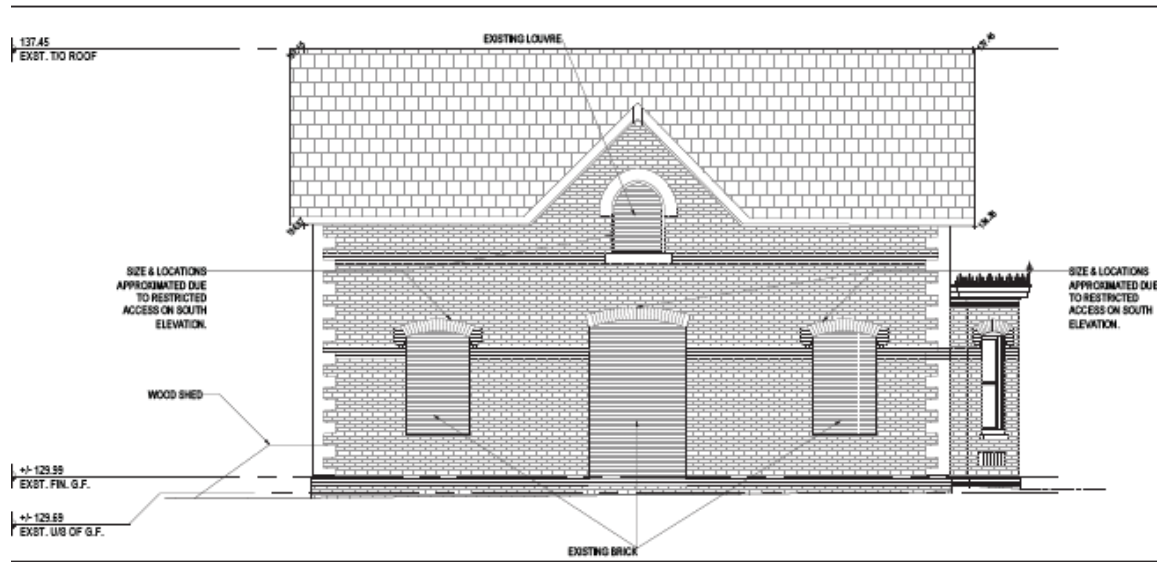 137.45
EXST. T/O ROOF
EXISTING LOUVRE
SIZE & LOCATIONS
APPROXIMATED DUE
TO RESTRICTED
ACCESS ON SOUTH
ELEVATION.
SIZE & LOCATIONS
APPROXIMATED DUE
TO RESTRICTED
ACCESS ON SOUTH
ELEVATION.
WOOD SHED
+/- 129.99
EXST. FIN. G.F.
+/- 129.69
EXST. U/S OF G.F.
EXISTING BRICK